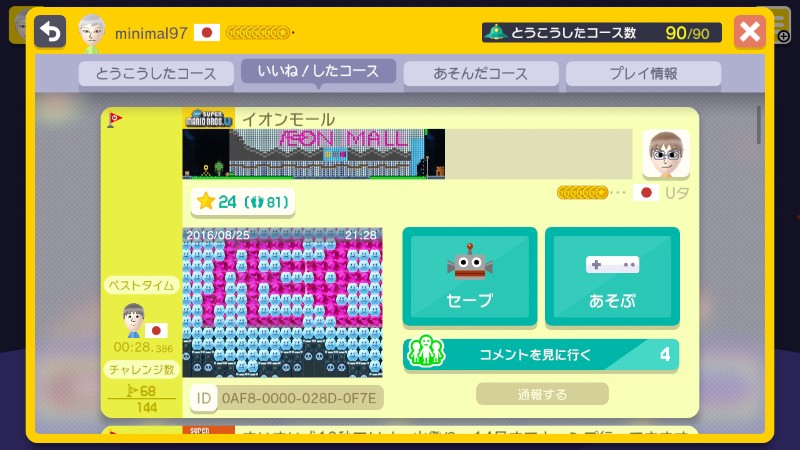 minimal97
とうこうしたコース数 90/90
とうこうしたコース
いいね！したコース
あそんだコース
プレイ情報
SUPER MARIO BROS. U
イオンモール
ÆON MALL
24 (81)
Uタ
2016/08/25 21:28
ÆO
セーブ
あそぶ
ベストタイム
00:28.386
チャレンジ数
68
144
コメントを見に行く 4
ID 0AF8-0000-028D-0F7E
通報する
SUPER